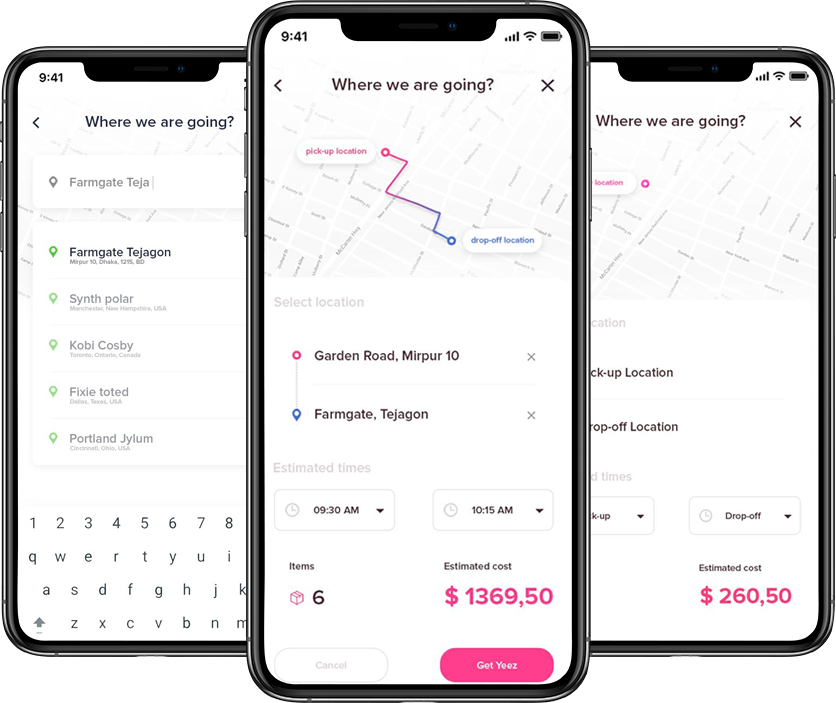 9:41
Where we are going?
Farmgate Teja
Farmgate Tejagon
Mirpur 10, Dhaka, 1215, BD
Synth polar
Manchester, New Hampshire, USA
Kobi Cosby
Toronto, Ontario, Canada
Fixie toted
Dallas, Texas, USA
Portland Jylum
Cincinnati, Ohio, USA
1 2 3 4 5 6 7 8
q w e r t y u i
a s d f g h j k
z x c v b n m
9:41
Where we are going?
pick-up location
drop-off location
McCarter Hwy
Select location
Garden Road, Mirpur 10
Farmgate, Tejagon
Estimated times
09:30 AM
10:15 AM
Items
Estimated cost
6
$ 1369,50
Cancel
Get Yeez
Where we are going?
location
McCarter Hwy
cation
ck-up Location
rop-off Location
d times
k-up
Drop-off
Estimated cost
$ 260,50